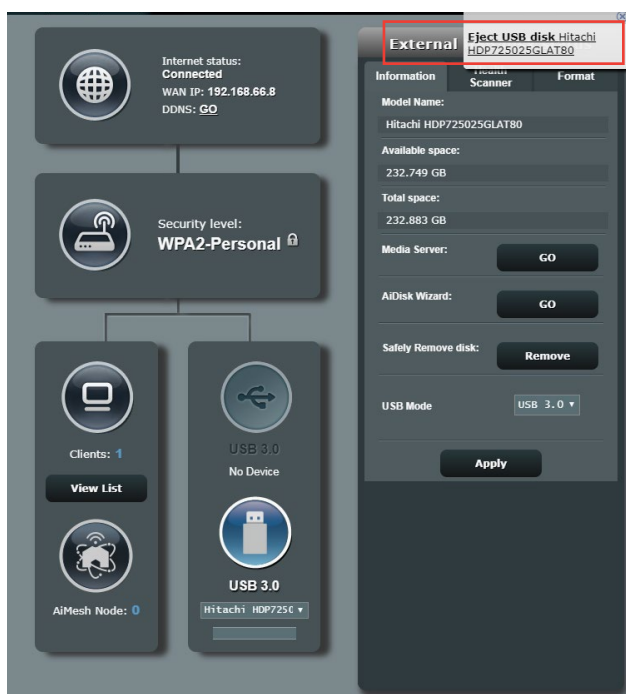 Internet status:
Connected
WAN IP: 192.168.66.8
DDNS: GO
Security level:
WPA2-Personal
Clients: 1
View List
AiMesh Node: 0
USB 3.0
No Device
USB 3.0
Hitachi HDP7250
External
Eject USB disk Hitachi
HDP725025GLAT80
Information
Health
Scanner
Format
Model Name:
Hitachi HDP725025GLAT80
Available space:
232.749 GB
Total space:
232.883 GB
Media Server:
GO
AiDisk Wizard:
GO
Safely Remove disk:
Remove
USB Mode
USB 3.0
Apply